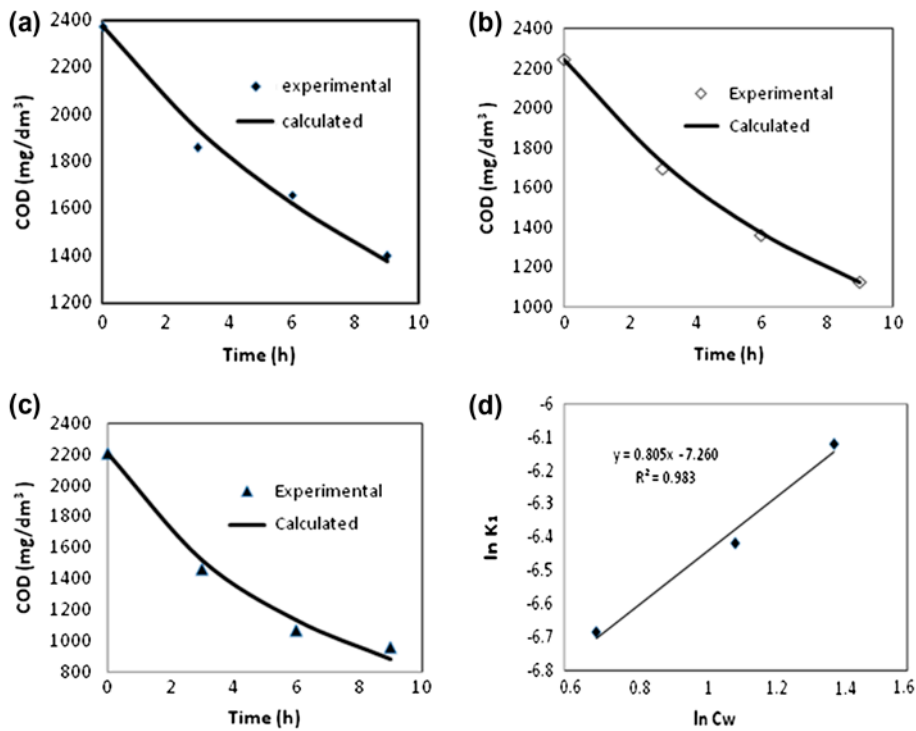 (a)
2400
2200
2000
1800
1600
1400
1200
COD (mg/dm³)
experimental
calculated
0 2 4 6 8 10
Time (h)
(b)
2400
2200
2000
1800
1600
1400
1200
1000
COD (mg/dm³)
Experimental
Calculated
0 2 4 6 8 10
Time (h)
(c)
2400
2200
2000
1800
1600
1400
1200
1000
800
COD (mg/dm³)
Experimental
Calculated
0 2 4 6 8 10
Time (h)
(d)
-6
-6.1
-6.2
-6.3
-6.4
-6.5
-6.6
-6.7
-6.8
ln K₁
y = 0.805x -7.260
R² = 0.983
0.6 0.8 1 1.2 1.4 1.6
ln Cw